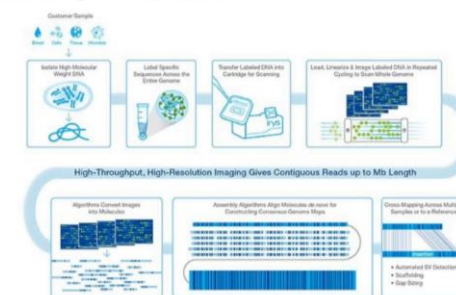 Customer Sample
Blood Cells Tissue Microbes
Isolate High Molecular
Weight DNA
Label Specific
Sequences Across the
Entire Genome
Transfer Labeled DNA into
Cartridge for Scanning
Irys
Load, Linearize & Image Labeled DNA in Repeated
Cycling to Scan Whole Genome
High-Throughput, High-Resolution Imaging Gives Contiguous Reads up to Mb Length
Algorithms Convert Images
into Molecules
Assembly Algorithms Align Molecules de novo for
Constructing Consensus Genome Maps
Cross-Mapping Across Multi
Samples or to a Referenc
Insertion
• Automated SV Detection
• Scaffolding
• Gap Sizing